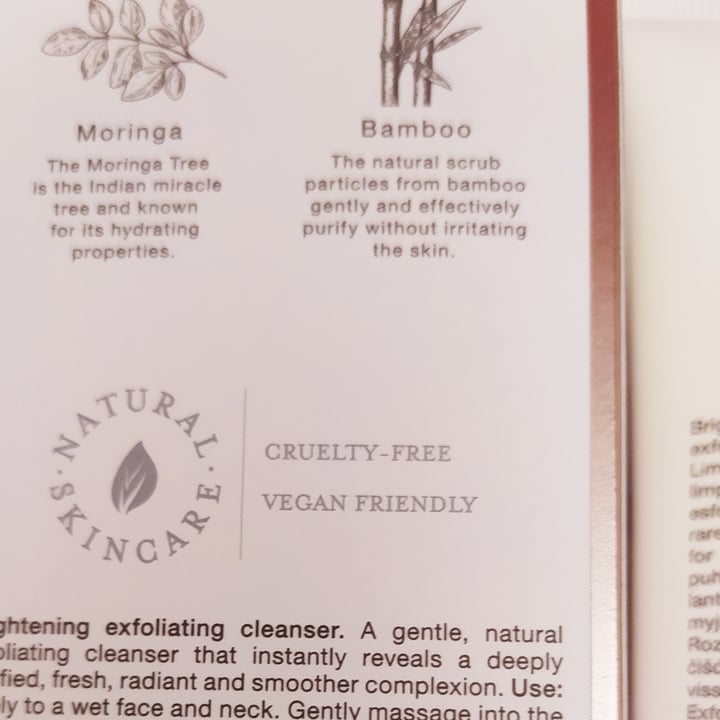 Moringa
The Moringa Tree
is the Indian miracle
tree and known
for its hydrating
properties.
Bamboo
The natural scrub
particles from bamboo
gently and effectively
purify without irritating
the skin.
NATURAL
SKINCARE
CRUELTY-FREE
VEGAN FRIENDLY
ghtening exfoliating cleanser. A gentle, natural
oliating cleanser that instantly reveals a deeply
fied, fresh, radiant and smoother complexion. Use:
ly to a wet face and neck. Gently massage into the
Brig
exf
Lim
limp
esf
rare
for
puh
lant
myj
Roz
čišć
viss
Exf